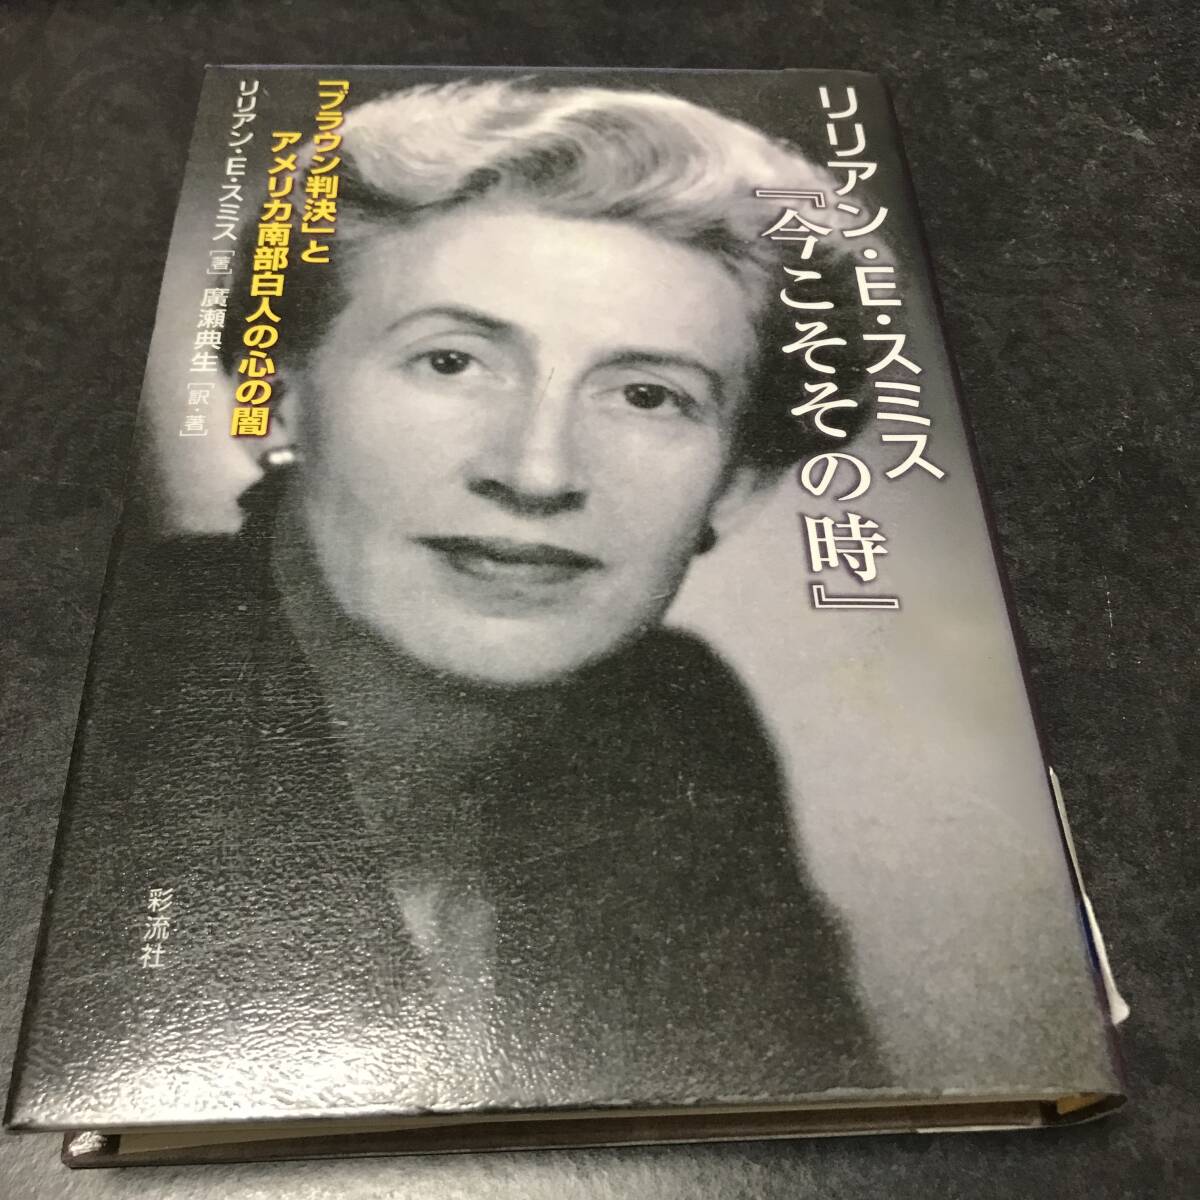 リリアン・E・スミス
『今こそその時』
「ブラウン判決」と
アメリカ南部白人の心の闇
リリアン・E・スミス[著] 廣瀬典生[訳・著]
彩流社